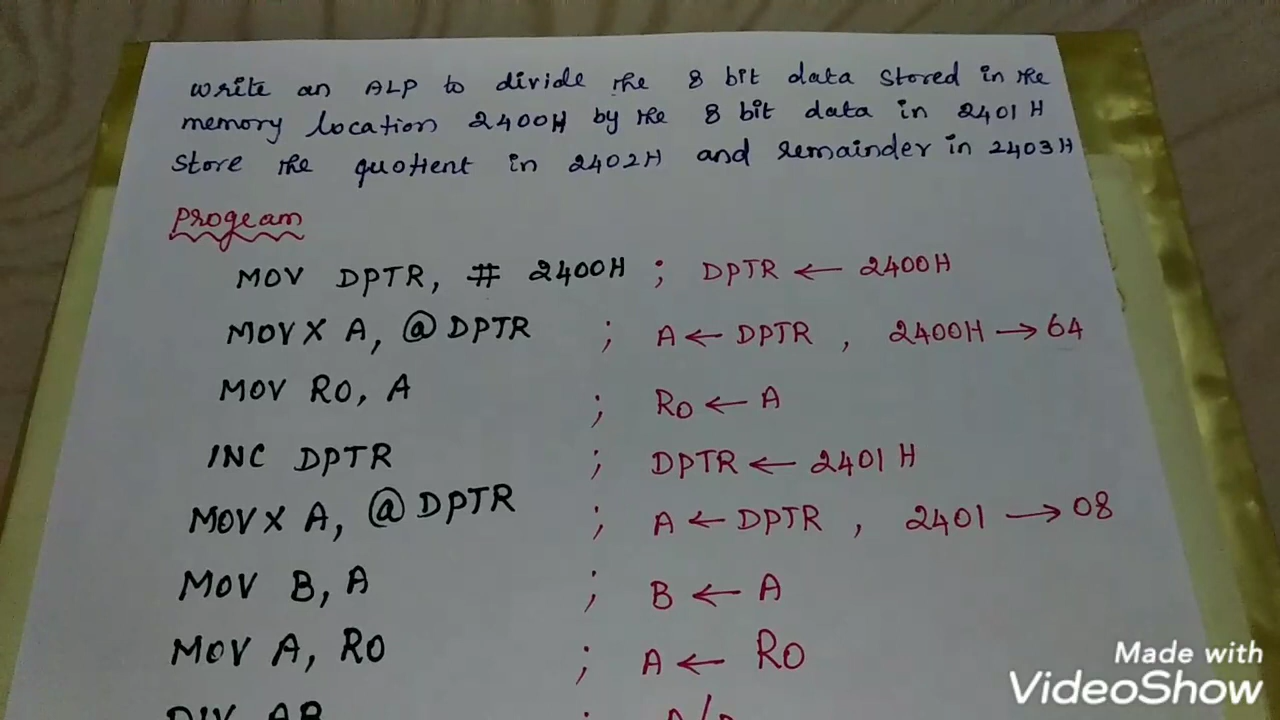 Write an ALP to divide the 8 bit data stored in the
memory location 2400H by the 8 bit data in 2401 H
Store the quotient in 2402H and remainder in 2403 H
Program
MOV DPTR, # 2400H ; DPTR ← 2400H
MOVX A, @DPTR ; A ← DPTR , 2400H → 64
MOV R0, A ; R0 ← A
INC DPTR ; DPTR ← 2401 H
MOVX A, @DPTR ; A ← DPTR , 2401 → 08
MOV B, A ; B ← A
MOV A, R0 ; A ← R0
DIV AB ;
Made with
VideoShow